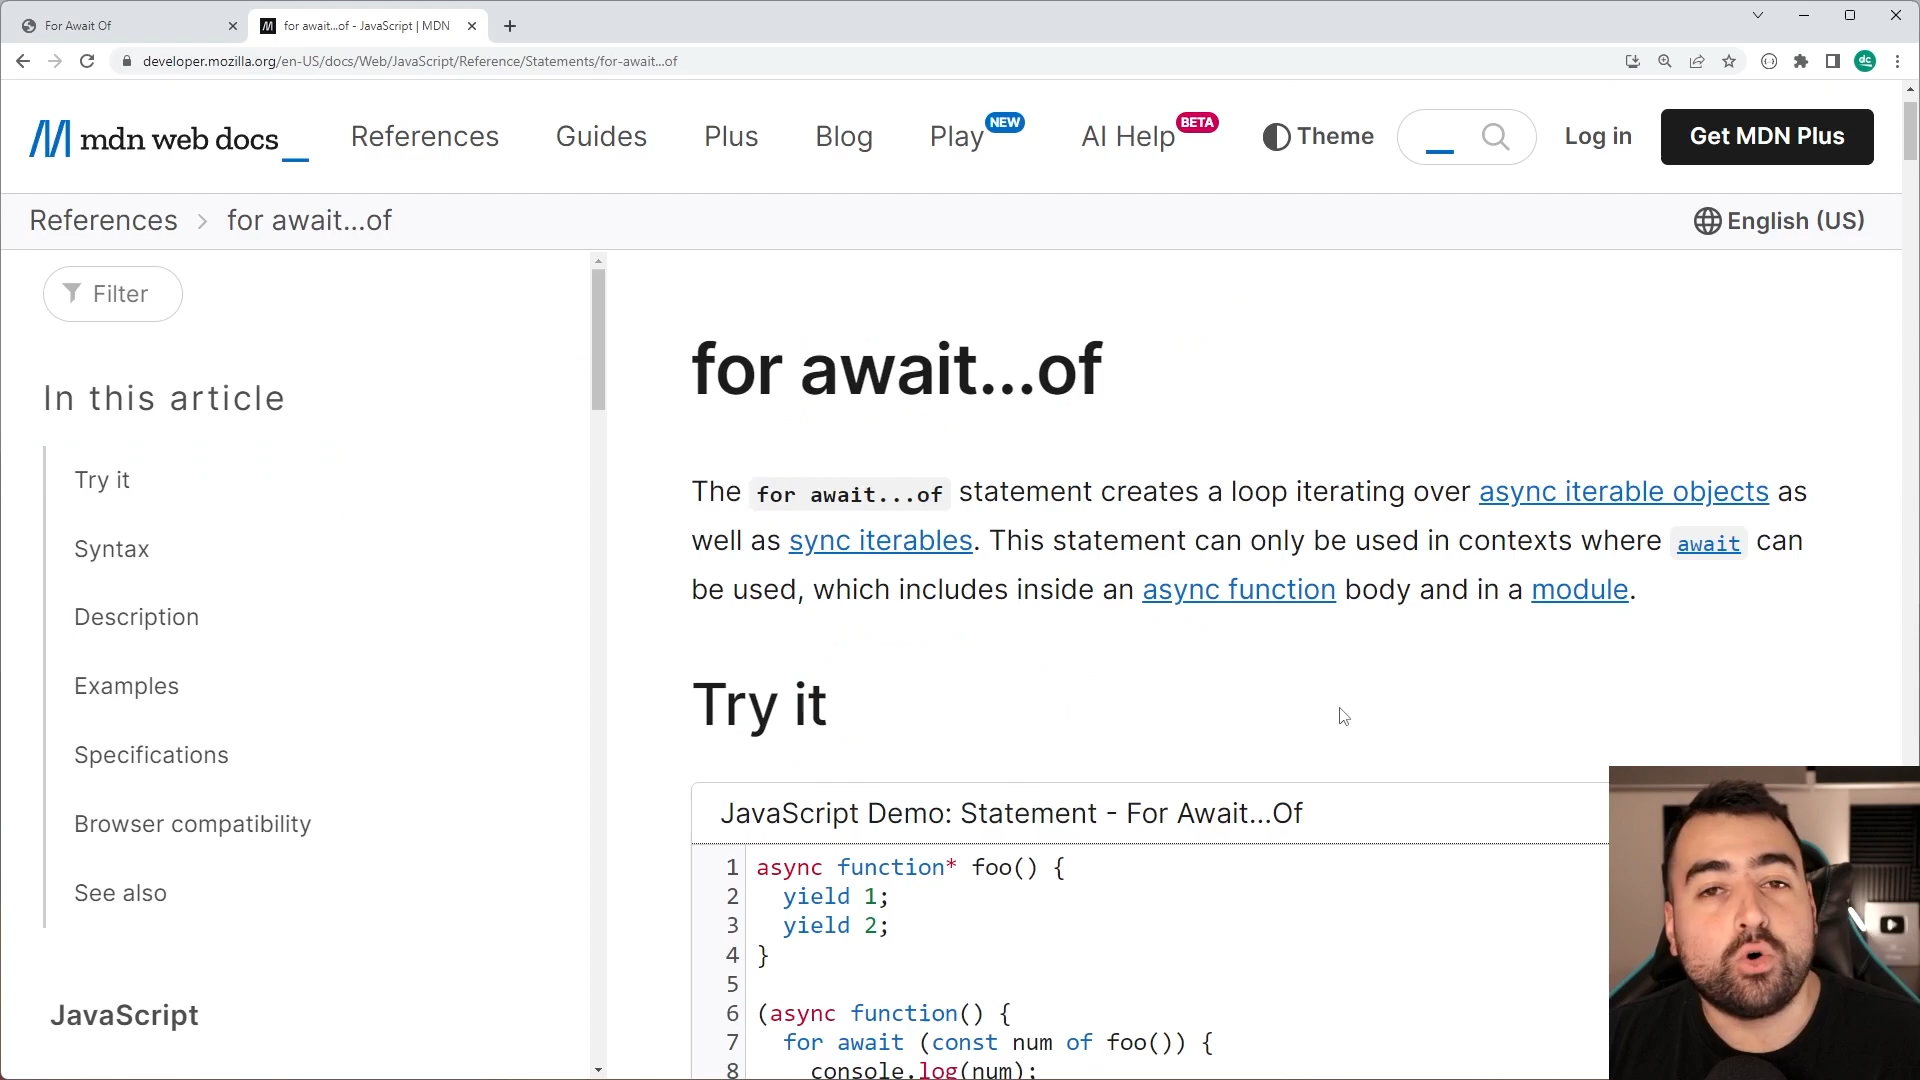 For Await Of
for await...of - JavaScript | MDN
developer.mozilla.org/en-US/docs/Web/JavaScript/Reference/Statements/for-await...of
dc
mdn web docs
References
Guides
Plus
Blog
Play NEW
AI Help BETA
Theme
Log in
Get MDN Plus
References > for await...of
English (US)
Filter
In this article
Try it
Syntax
Description
Examples
Specifications
Browser compatibility
See also
JavaScript
for await...of
The for await...of statement creates a loop iterating over async iterable objects as
well as sync iterables. This statement can only be used in contexts where await can
be used, which includes inside an async function body and in a module.
Try it
JavaScript Demo: Statement - For Await...Of
1 async function* foo() {
2   yield 1;
3   yield 2;
4 }
5
6 (async function() {
7   for await (const num of foo()) {
8     console.log(num);